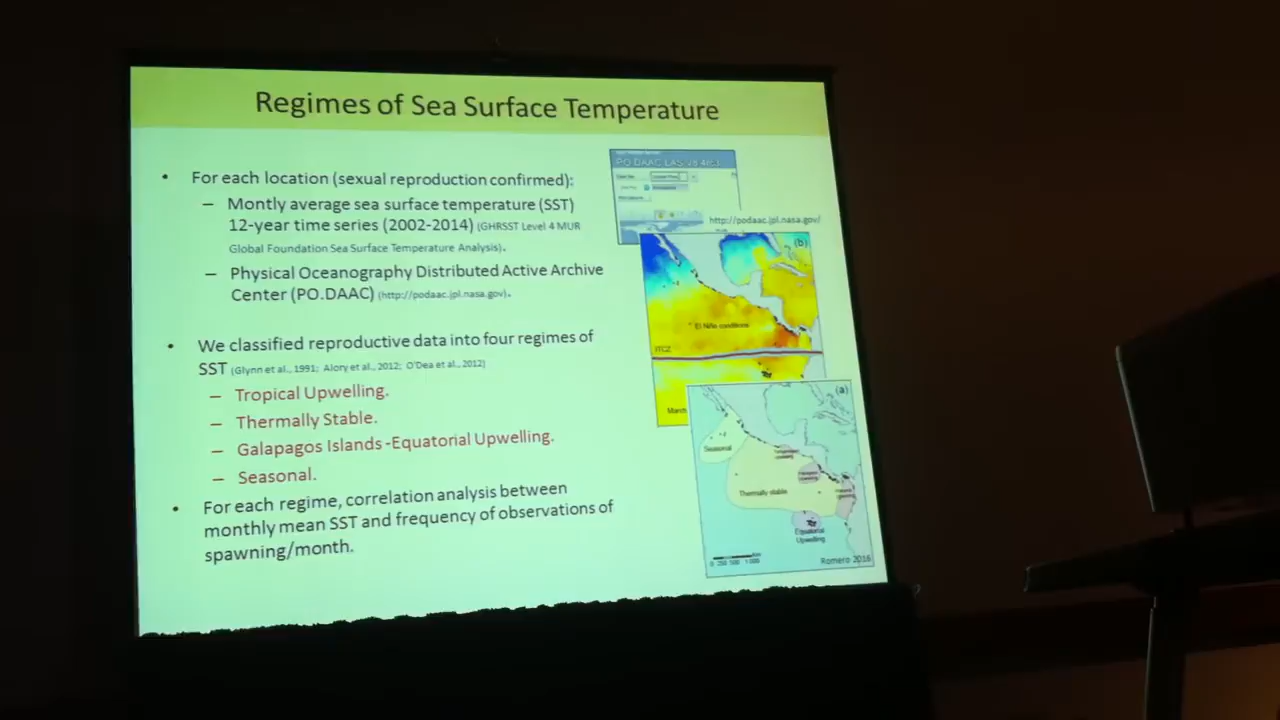 Regimes of Sea Surface Temperature
• For each location (sexual reproduction confirmed):
– Montly average sea surface temperature (SST)
12-year time series (2002-2014) (GHRSST Level 4 MUR
Global Foundation Sea Surface Temperature Analysis).
– Physical Oceanography Distributed Active Archive
Center (PO.DAAC) (http://podaac.jpl.nasa.gov).
• We classified reproductive data into four regimes of
SST (Glynn et al., 1991; Alory et al., 2012; O'Dea et al., 2012)
– Tropical Upwelling.
– Thermally Stable.
– Galapagos Islands -Equatorial Upwelling.
– Seasonal.
• For each regime, correlation analysis between
monthly mean SST and frequency of observations of
spawning/month.
PO.DAAC LAS
http://podaac.jpl.nasa.gov/
(b)
El Niño conditions
ITCZ
March
(a)
Seasonal
Thermally stable
Equatorial
Upwelling
Romero 2016